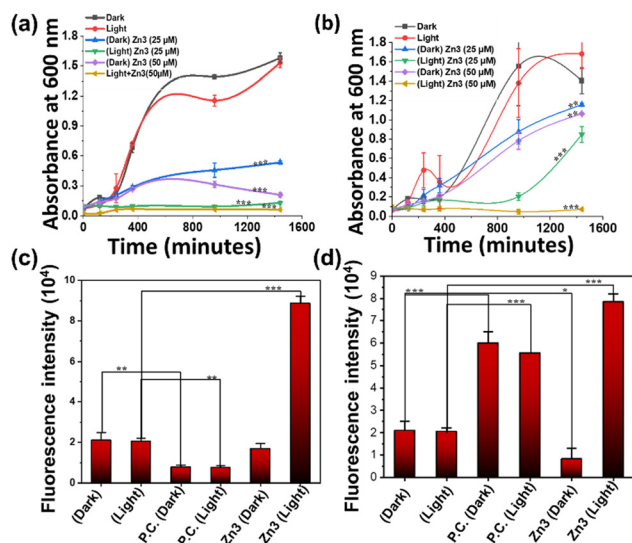 (a)
Dark
Light
(Dark) Zn3 (25 μM)
(Light) Zn3 (25 μM)
(Dark) Zn3 (50 μM)
Light+Zn3(50μM)
Absorbance at 600 nm
1.8
1.5
1.2
0.9
0.6
0.3
0.0
***
***
***
***
0 400 800 1200 1600
Time (minutes)
(b)
Dark
Light
(Dark) Zn3 (25 μM)
(Light) Zn3 (25 μM)
(Dark) Zn3 (50 μM)
(Light) Zn3 (50 μM)
Absorbance at 600 nm
1.8
1.6
1.4
1.2
1.0
0.8
0.6
0.4
0.2
0.0
**
**
***
***
0 400 800 1200 1600
Time (minutes)
(c)
Fluorescence intensity (10⁴)
10
8
6
4
2
0
***
**
**
(Dark)
(Light)
P.C. (Dark)
P.C. (Light)
Zn3 (Dark)
Zn3 (Light)
(d)
Fluorescence intensity (10⁴)
9
8
7
6
5
4
3
2
1
0
***
***
*
***
(Dark)
(Light)
P.C. (Dark)
P.C. (Light)
Zn3 (Dark)
Zn3 (Light)